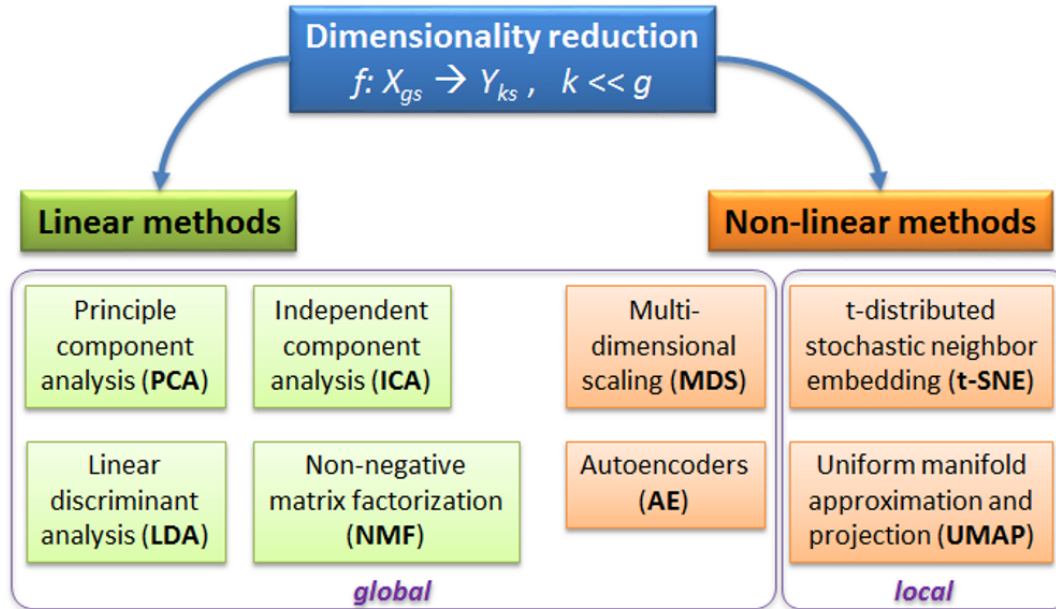 Dimensionality reduction
f: X_gs → Y_ks , k << g
Linear methods
Non-linear methods
Principle
component
analysis (PCA)
Independent
component
analysis (ICA)
Multi-
dimensional
scaling (MDS)
t-distributed
stochastic neighbor
embedding (t-SNE)
Linear
discriminant
analysis (LDA)
Non-negative
matrix factorization
(NMF)
Autoencoders
(AE)
Uniform manifold
approximation and
projection (UMAP)
global
local